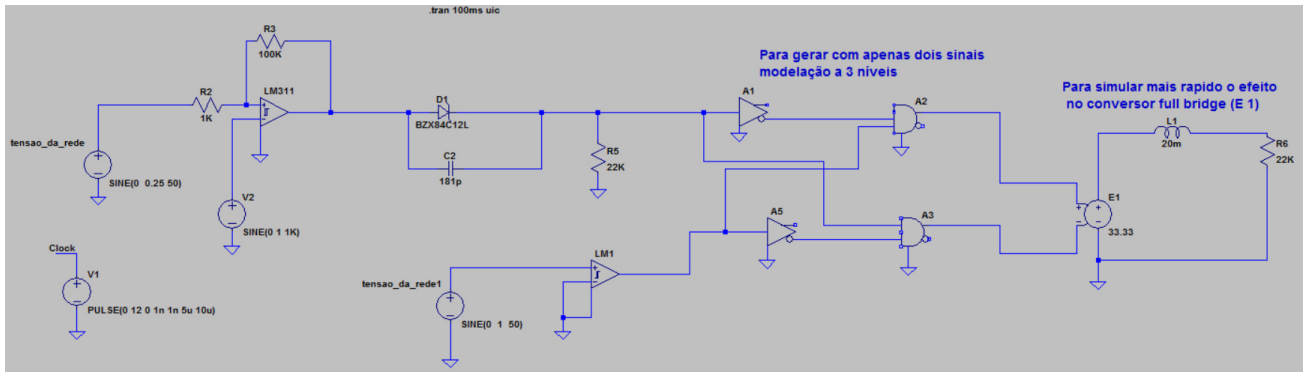 .tran 100ms uic
R3
100K
R2
1K
LM311
tensao_da_rede
SINE(0 0.25 50)
V2
SINE(0 1 1K)
Clock
V1
PULSE(0 12 0 1n 1n 5u 10u)
D1
BZX84C12L
C2
181p
R5
22K
Para gerar com apenas dois sinais
modelação a 3 níveis
A1
A2
A5
A3
LM1
tensao_da_rede1
SINE(0 1 50)
Para simular mais rapido o efeito
no conversor full bridge (E 1)
L1
20m
R6
22K
E1
33.33